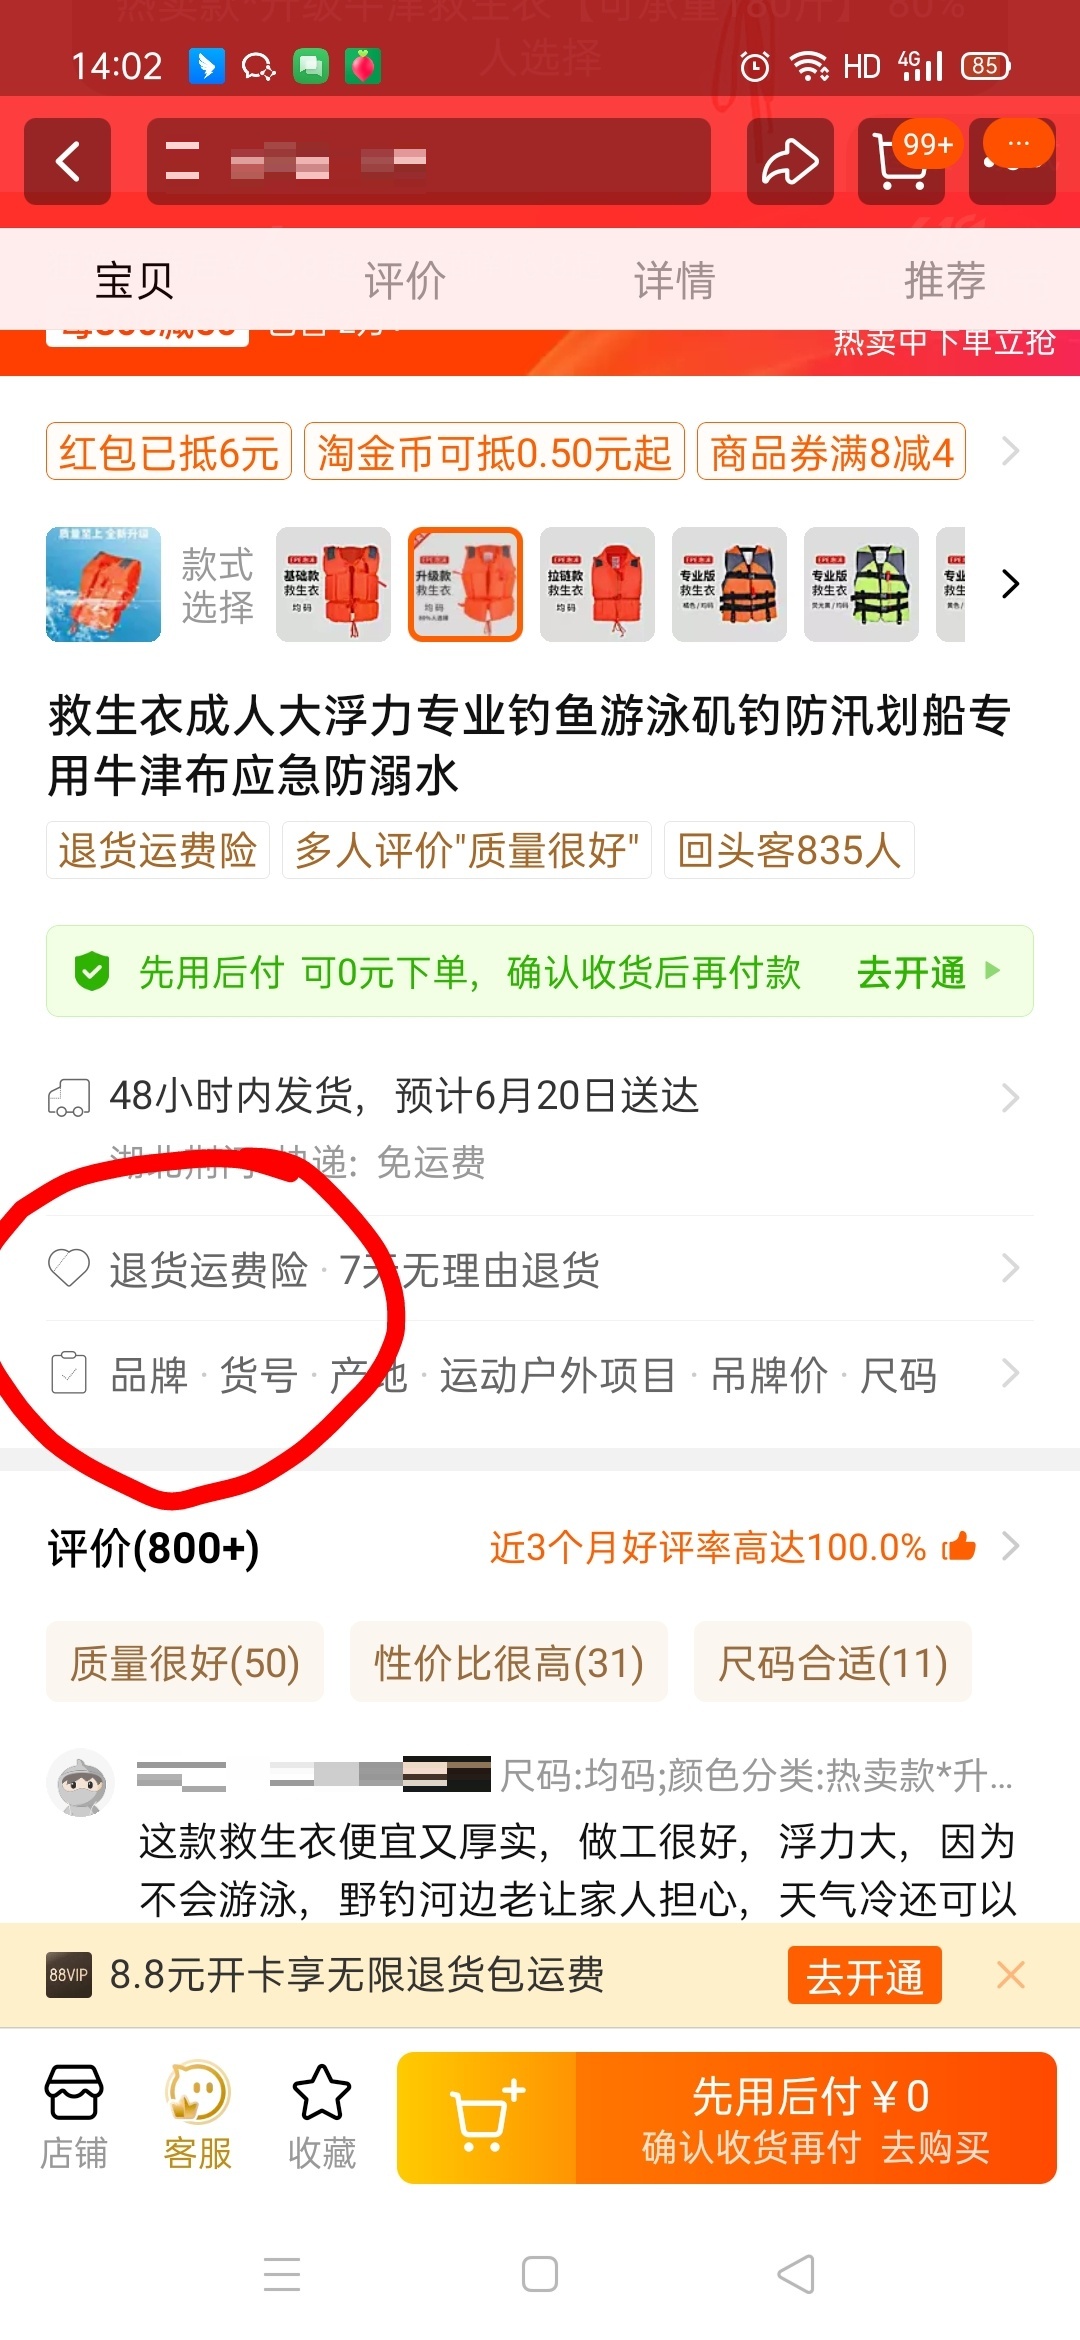 14:02
HD 4G 85
99+
宝贝 评价 详情 推荐
热卖中下单立抢
红包已抵6元 淘金币可抵0.50元起 商品券满8减4
质量至上 全新升级
款式
选择
基础款
救生衣
均码
升级款
救生衣
均码
拉链款
救生衣
均码
专业版
救生衣
专业版
救生衣
救生衣成人大浮力专业钓鱼游泳矶钓防汛划船专
用牛津布应急防溺水
退货运费险 多人评价"质量很好" 回头客835人
先用后付 可0元下单，确认收货后再付款 去开通
48小时内发货，预计6月20日送达
湖北荆门 快递: 免运费
退货运费险 · 7天无理由退货
品牌 · 货号 · 产地 · 运动户外项目 · 吊牌价 · 尺码
评价(800+) 近3个月好评率高达100.0%
质量很好(50) 性价比很高(31) 尺码合适(11)
尺码:均码;颜色分类:热卖款*升...
这款救生衣便宜又厚实，做工很好，浮力大，因为
不会游泳，野钓河边老让家人担心，天气冷还可以
88VIP 8.8元开卡享无限退货包运费 去开通
店铺 客服 收藏
先用后付￥0
确认收货再付 去购买